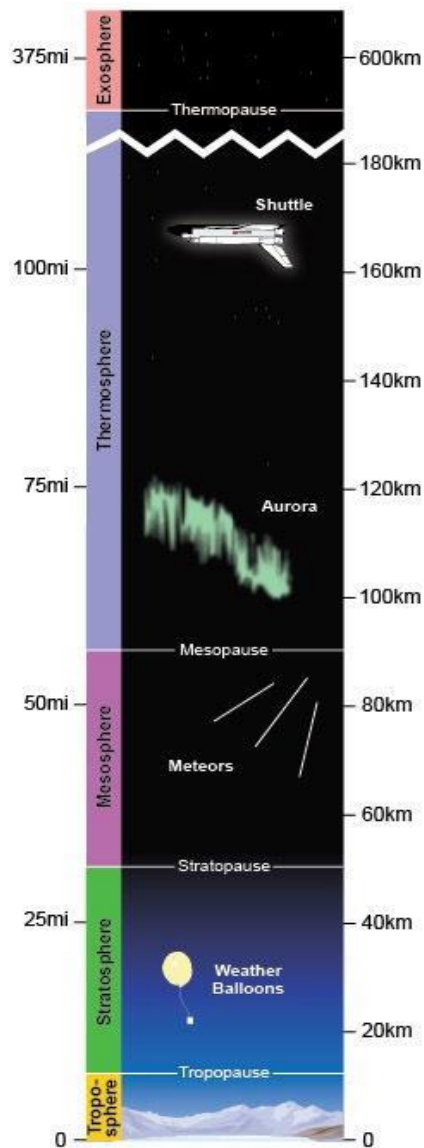 375mi
Exosphere
600km
Thermopause
180km
Shuttle
100mi
160km
Thermosphere
140km
75mi
120km
Aurora
100km
Mesopause
50mi
80km
Mesosphere
Meteors
60km
Stratopause
25mi
40km
Stratosphere
Weather
Balloons
20km
Tropopause
Tropo-
sphere
0
0